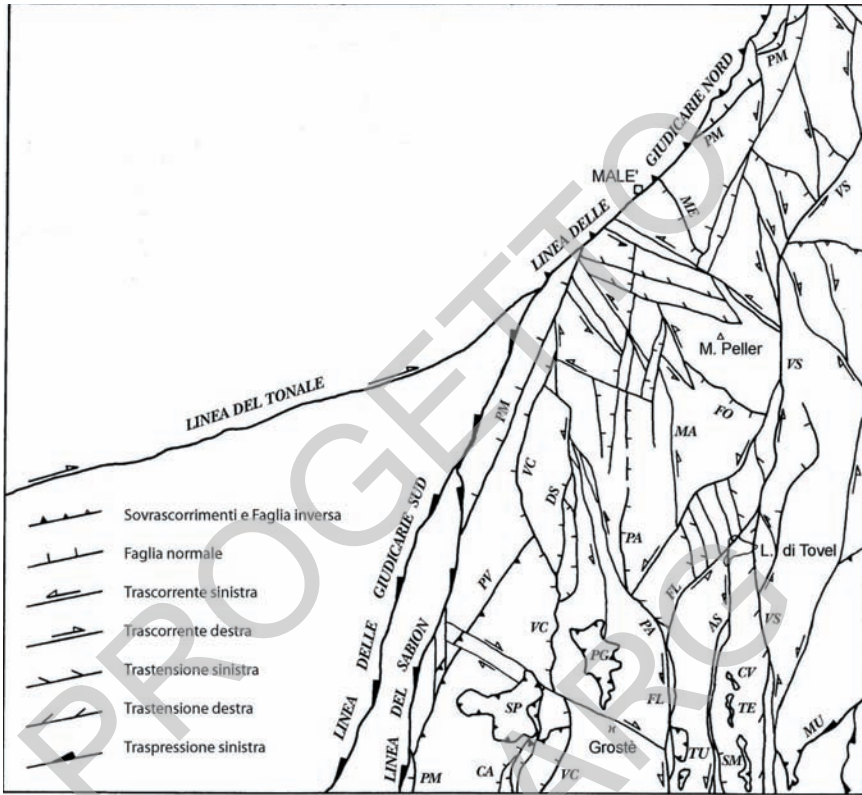 PM
GIUDICARIE NORD
PM
MALE'
ME
VS
LINEA DELLE
M. Peller
VS
LINEA DEL TONALE
FO
PM
MA
VC
DS
LINEA DELLE GIUDICARIE SUD
Sovrascorrimenti e Faglia inversa
Faglia normale
Trascorrente sinistra
Trascorrente destra
Trastensione sinistra
Trastensione destra
Traspressione sinistra
PA
L. di Tovel
PV
FL
AS
VS
VC
PA
LINEA DEL SABION
PG
FL
CV
TE
SP
Grostè
MU
TU
SM
PM
CA
VC
PROGETTO
CARG